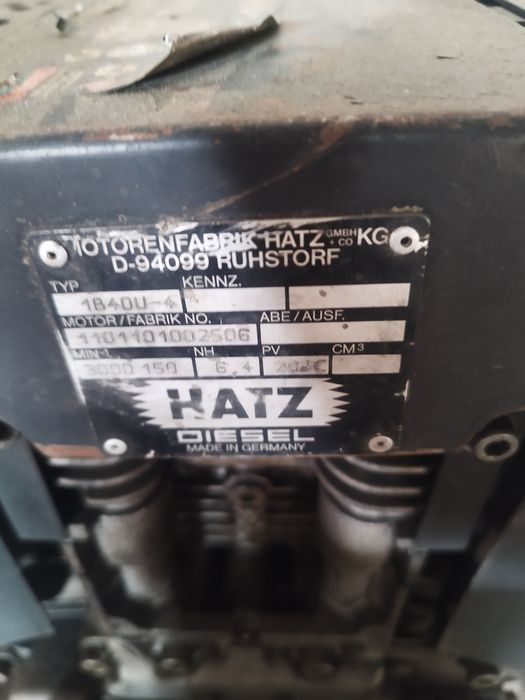 MOTORENFABRIK HATZ GMBH + CO KG
D-94099 RUHSTORF
TYP KENNZ.
1B40U-4
MOTOR/FABRIK NO. ABE/AUSF.
1101101002506
MIN-1 NH PV CM3
3000 150 6,4
HATZ
DIESEL
MADE IN GERMANY